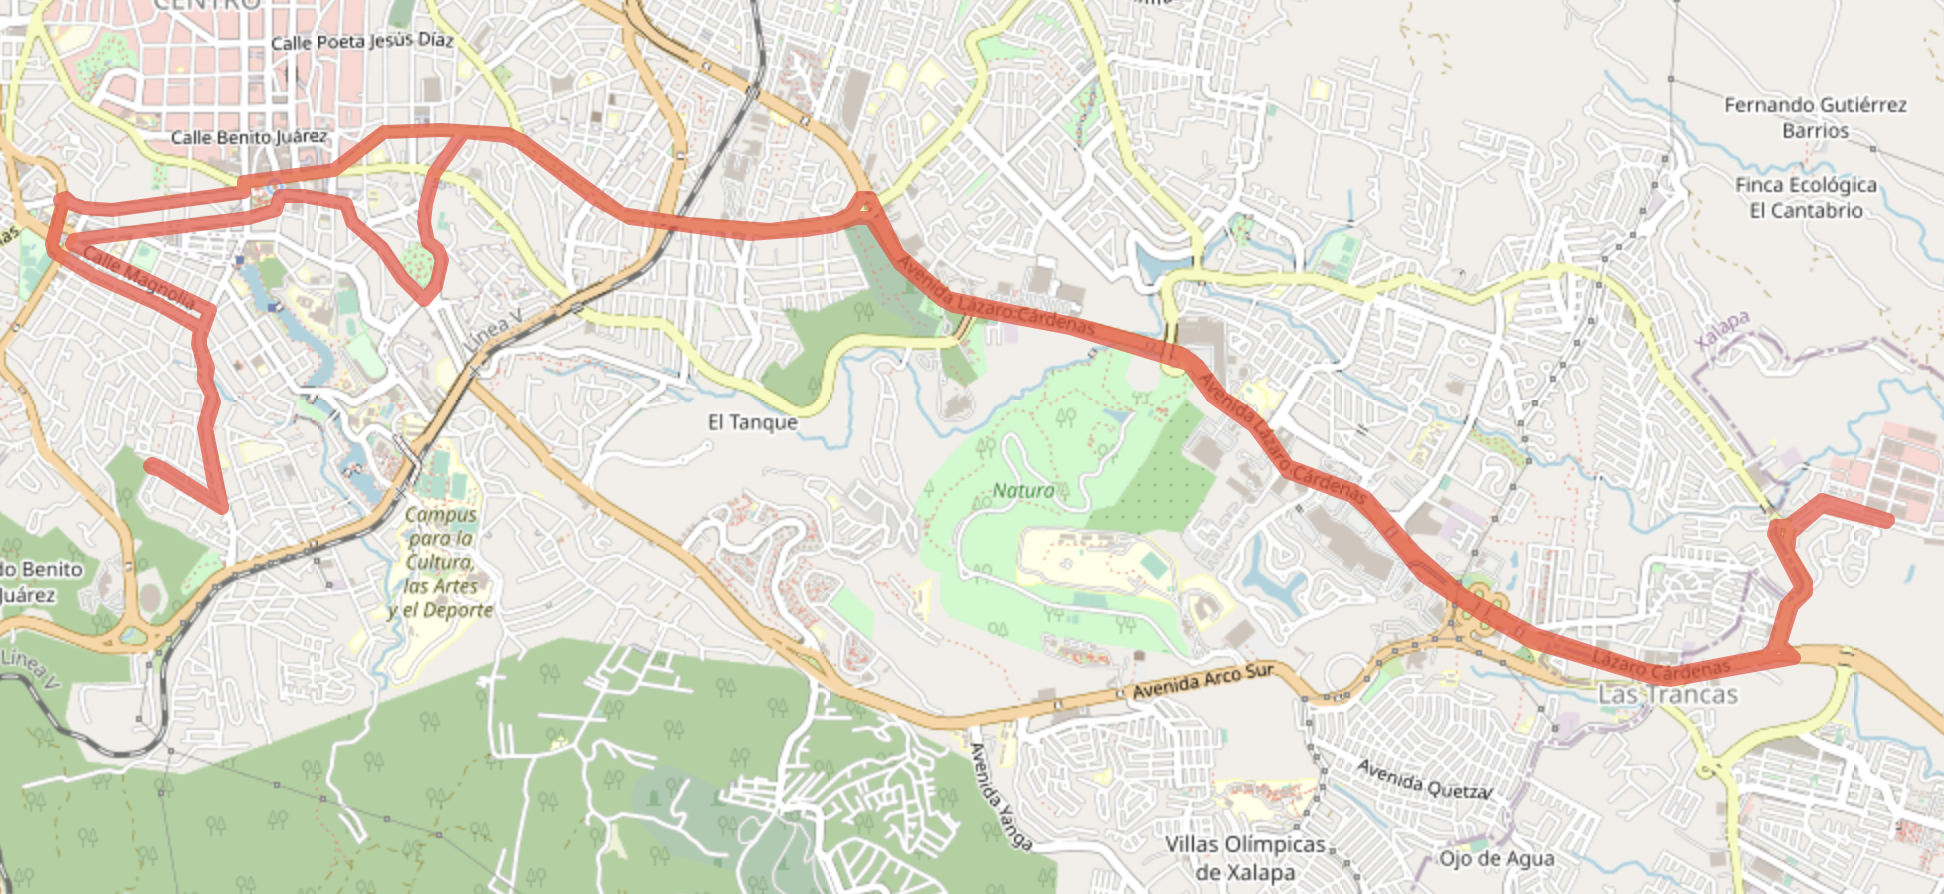 CENTRO
Calle Poeta Jesús Díaz
Calle Benito Juárez
Fernando Gutiérrez
Barrios
Finca Ecológica
El Cantabrio
Calle Magnolia
Avenida Lázaro Cárdenas
Línea V
Xalapa
El Tanque
Avenida Lázaro Cárdenas
Natura
Campus
para la
Cultura,
las Artes
y el Deporte
do Benito
Juárez
Línea V
Lázaro Cárdenas
Las Trancas
Avenida Arco Sur
Avenida Yanga
Avenida Quetzal
Villas Olímpicas
de Xalapa
Ojo de Agua